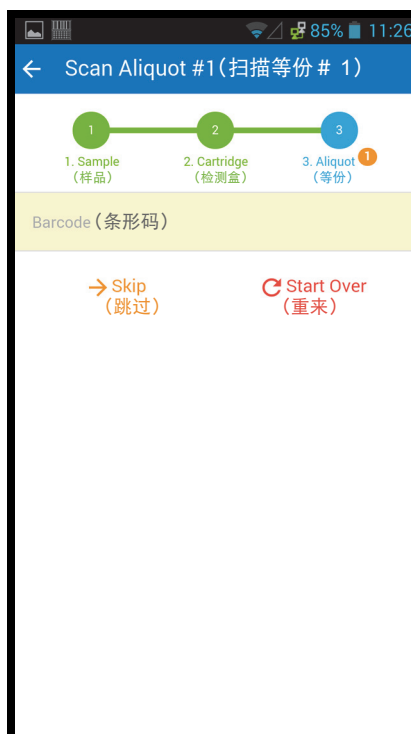 85% 11:26
Scan Aliquot #1(扫描等份# 1)
1 2 3
1. Sample 2. Cartridge 3. Aliquot 1
(样品) (检测盒) (等份)
Barcode (条形码)
Skip Start Over
(跳过) (重来)